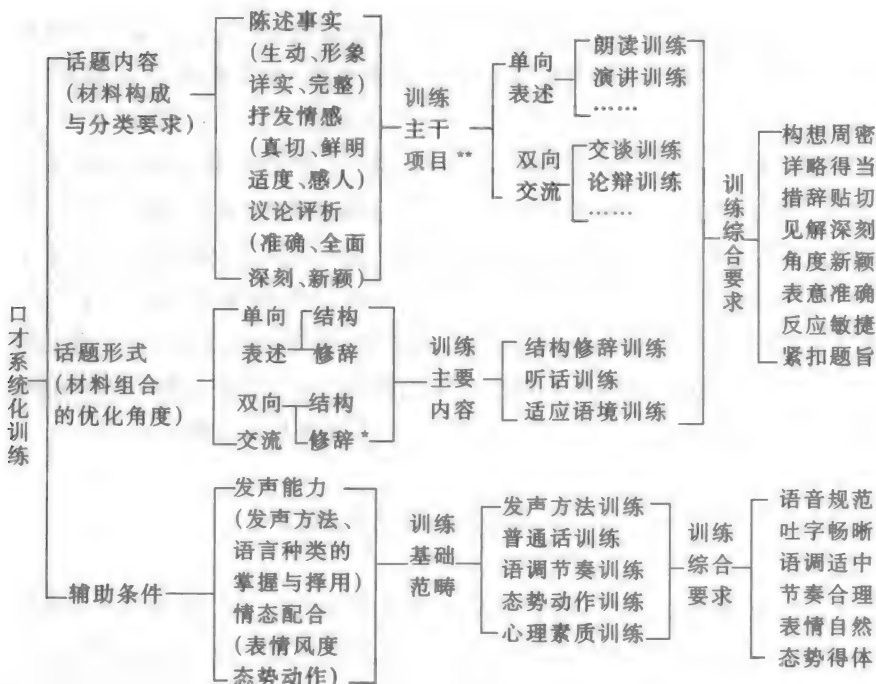 口才系统化训练
话题内容
(材料构成
与分类要求)
陈述事实
(生动、形象
详实、完整)
抒发情感
(真切、鲜明
适度、感人)
议论评析
(准确、全面
深刻、新颖)
训练
主干
项目**
单向
表述
朗读训练
演讲训练
……
双向
交流
交谈训练
论辩训练
……
话题形式
(材料组合
的优化角度)
单向
表述
结构
修辞
双向
交流
结构
修辞*
训练
主要
内容
结构修辞训练
听话训练
适应语境训练
训练综合要求
构想周密
详略得当
措辞贴切
见解深刻
角度新颖
表意准确
反应敏捷
紧扣题旨
辅助条件
发声能力
(发声方法、
语言种类的
掌握与择用)
情态配合
(表情风度
态势动作)
训练
基础
范畴
发声方法训练
普通话训练
语调节奏训练
态势动作训练
心理素质训练
训练
综合
要求
语音规范
吐字畅晰
语调适中
节奏合理
表情自然
态势得体